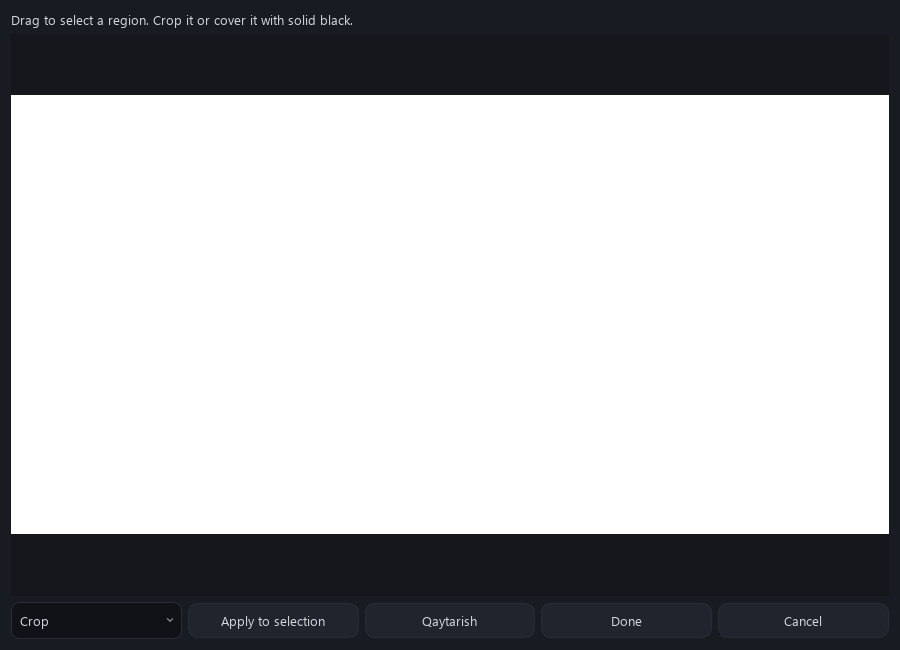 Drag to select a region. Crop it or cover it with solid black.
Crop
Apply to selection
Qaytarish
Done
Cancel